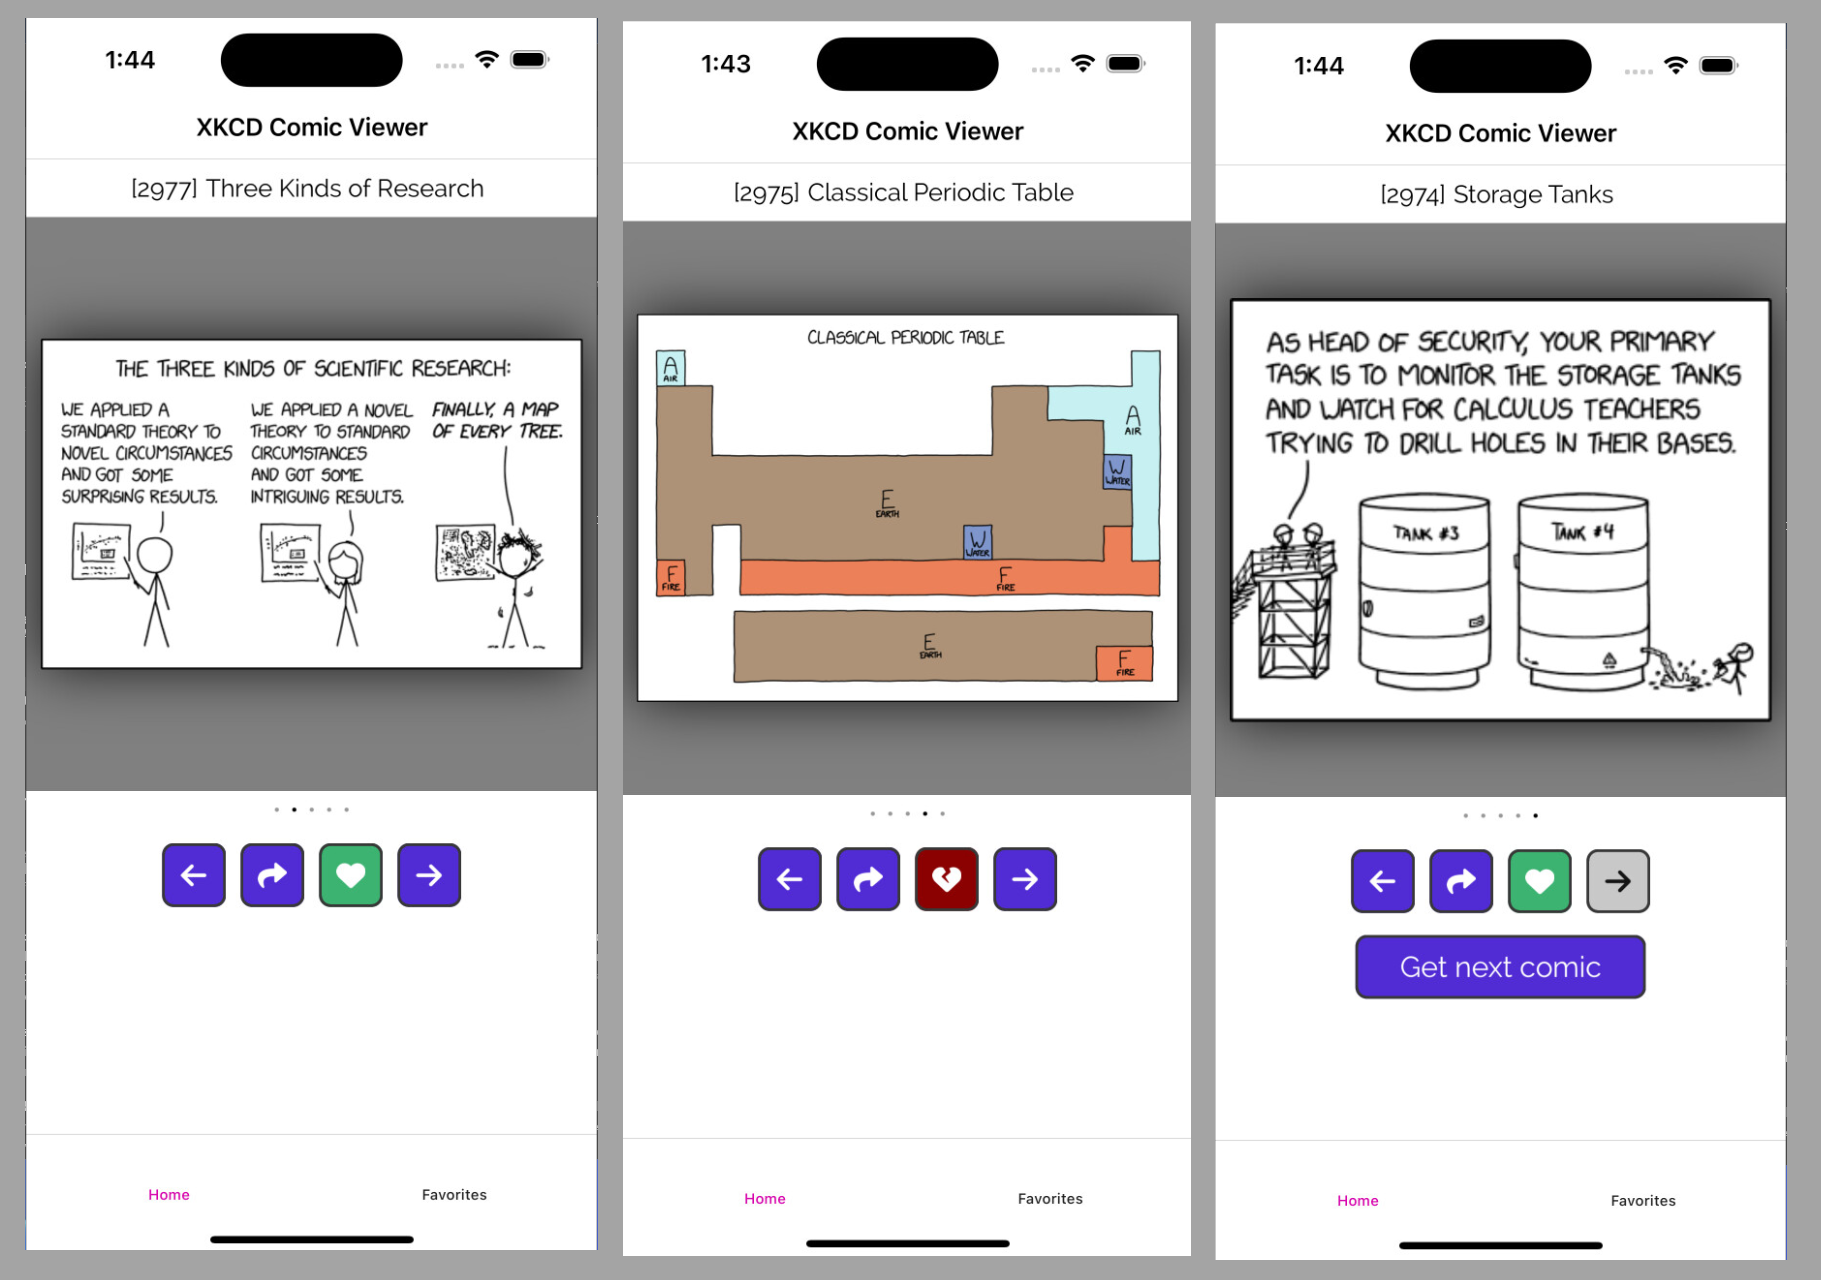 1:44
XKCD Comic Viewer
[2977] Three Kinds of Research
THE THREE KINDS OF SCIENTIFIC RESEARCH:
WE APPLIED A
STANDARD THEORY TO
NOVEL CIRCUMSTANCES
AND GOT SOME
SURPRISING RESULTS.
WE APPLIED A NOVEL
THEORY TO STANDARD
CIRCUMSTANCES
AND GOT SOME
INTRIGUING RESULTS.
FINALLY, A MAP
OF EVERY TREE.
Home
Favorites
1:43
XKCD Comic Viewer
[2975] Classical Periodic Table
CLASSICAL PERIODIC TABLE
A
AIR
A
AIR
W
WATER
E
EARTH
W
WATER
F
FIRE
F
FIRE
E
EARTH
F
FIRE
Home
Favorites
1:44
XKCD Comic Viewer
[2974] Storage Tanks
AS HEAD OF SECURITY, YOUR PRIMARY
TASK IS TO MONITOR THE STORAGE TANKS
AND WATCH FOR CALCULUS TEACHERS
TRYING TO DRILL HOLES IN THEIR BASES.
TANK #3
TANK #4
Get next comic
Home
Favorites